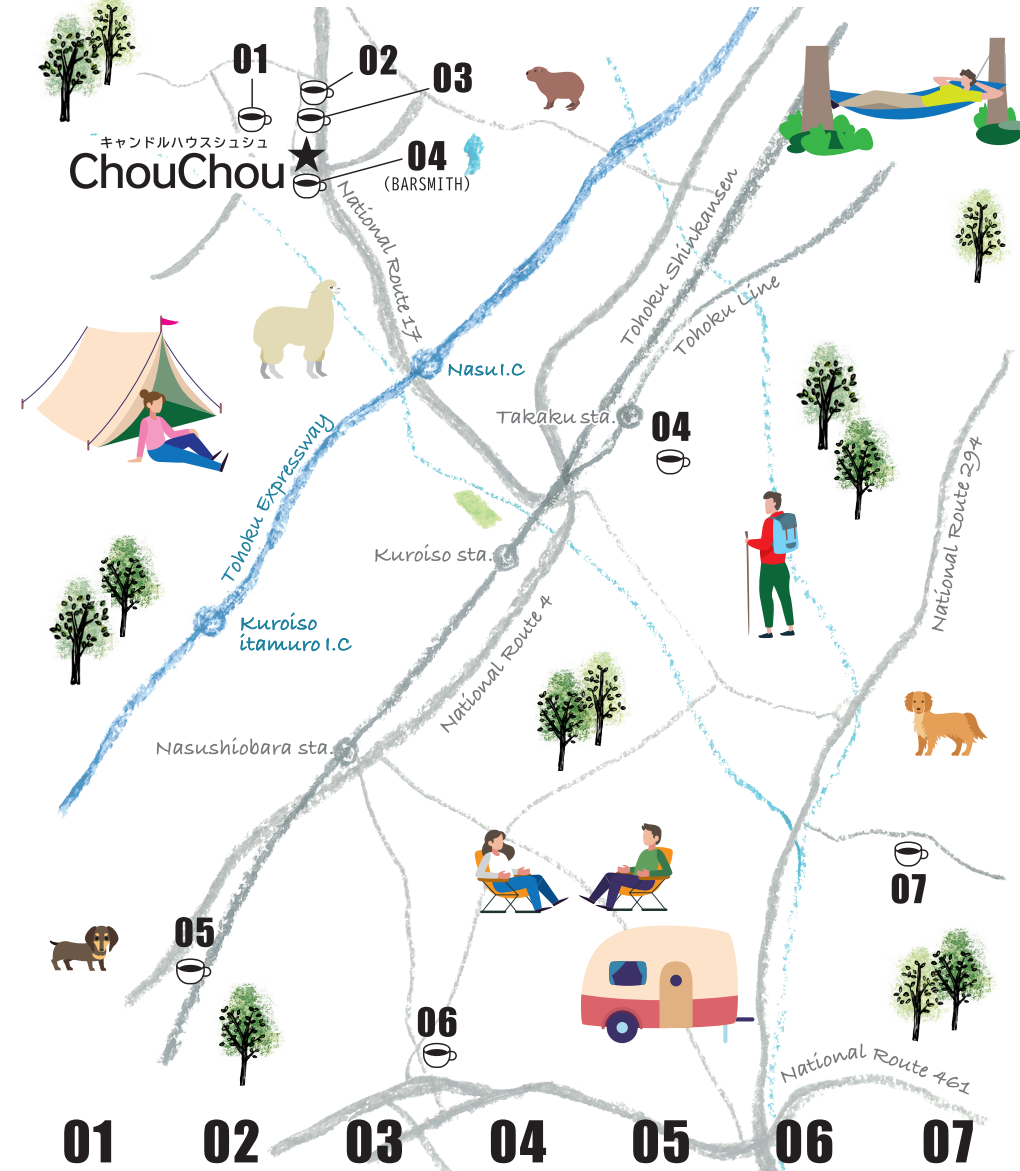 01
02
03
キャンドルハウスシュシュ
ChouChou
04
(BARSMITH)
National Route 17
Tohoku Shinkansen
Tohoku Line
Nasu I.C
Takaku sta.
04
Tohoku Expressway
National Route 294
Kuroiso sta.
Kuroiso
itamuro I.C
National Route 4
Nasushiobara sta.
07
05
06
National Route 461
01 02 03 04 05 06 07